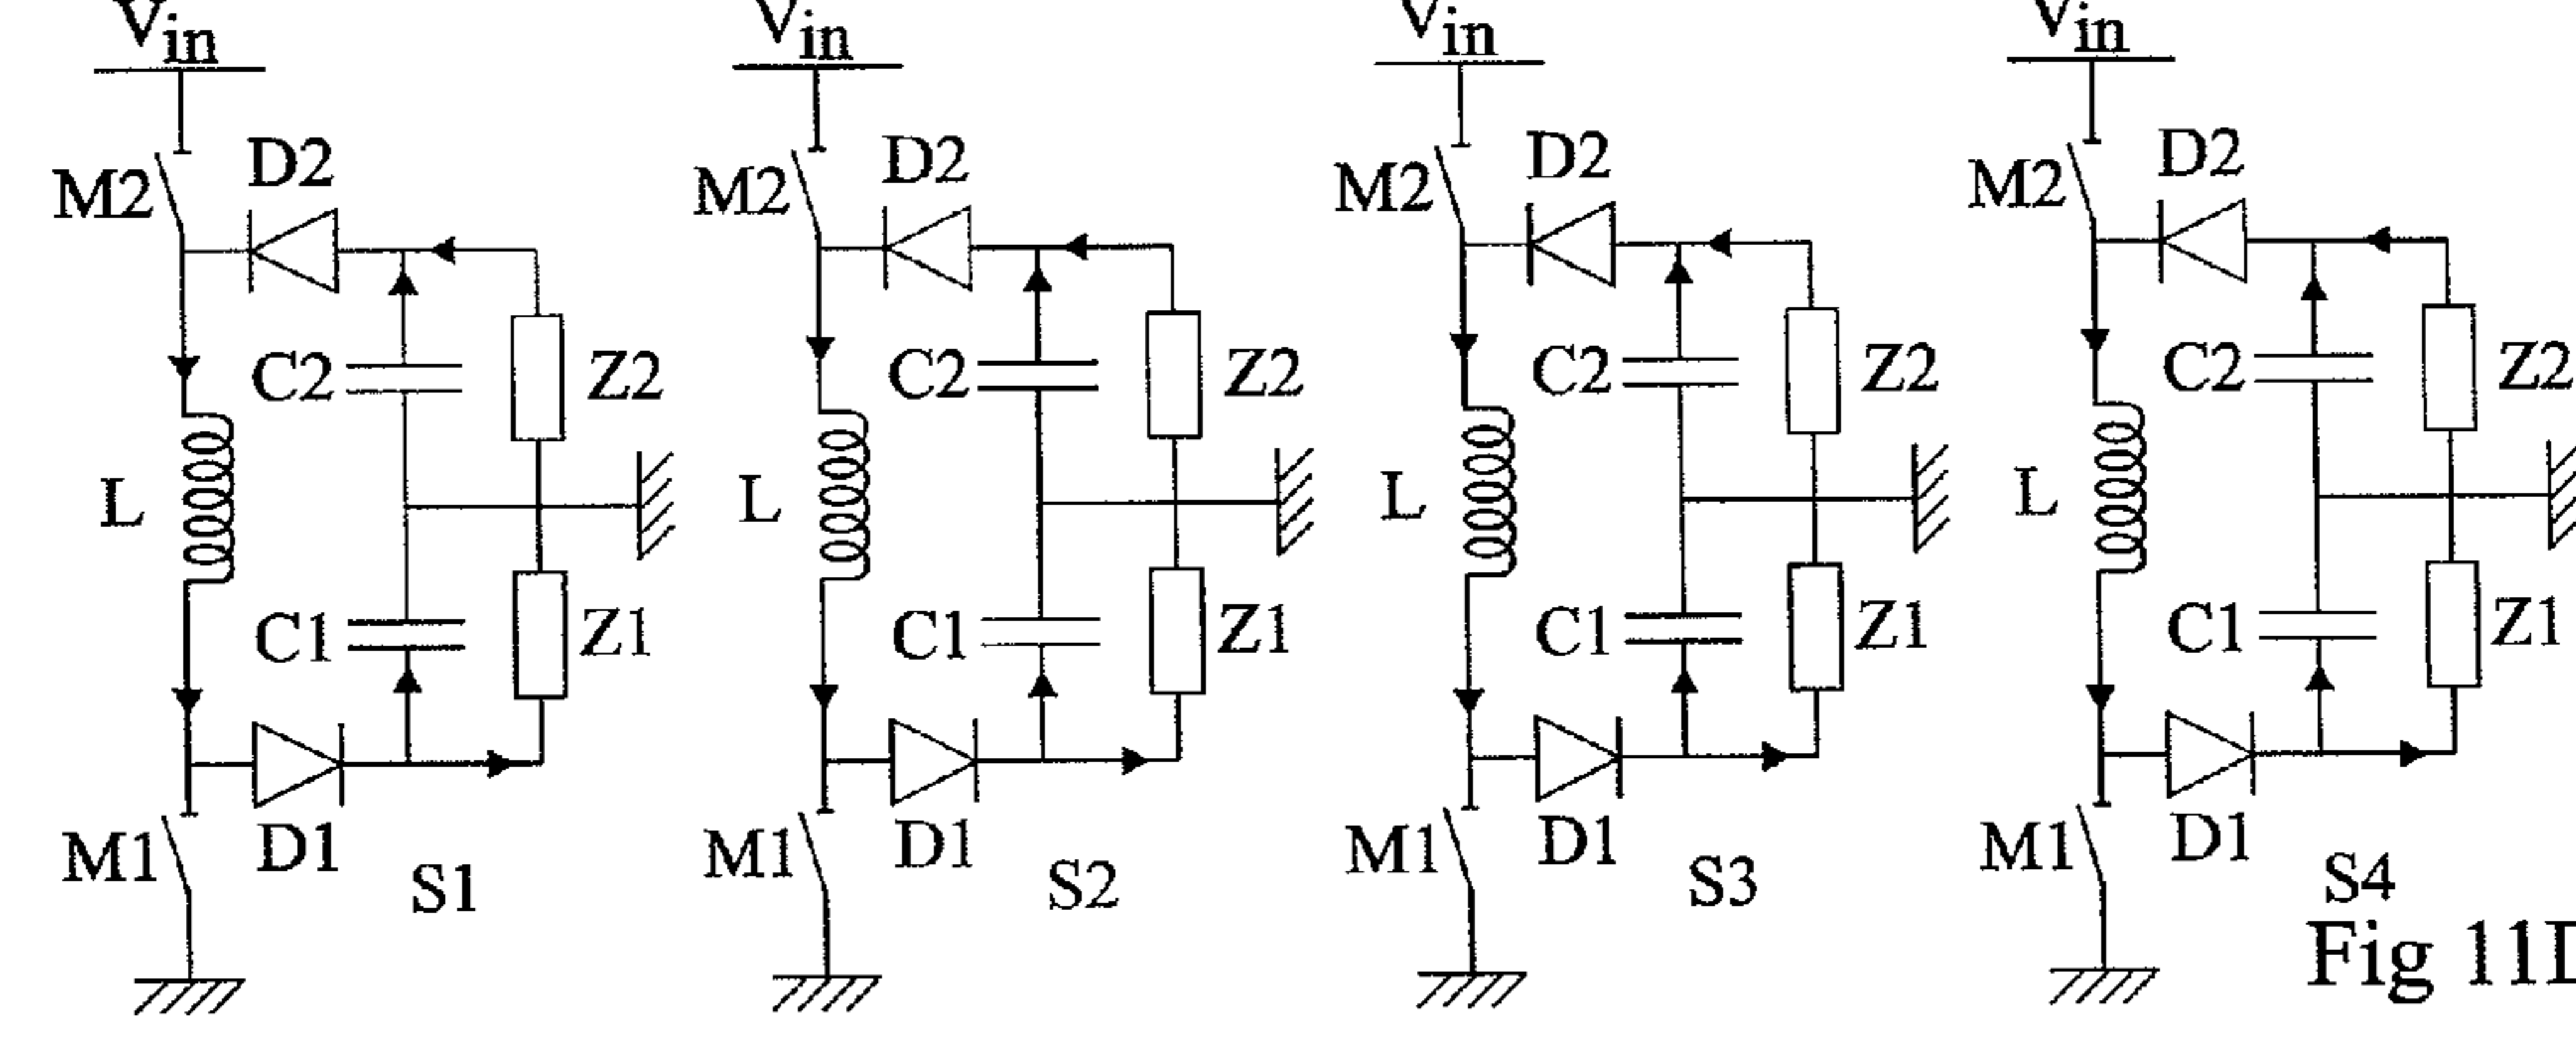 Vin Vin Vin Vin
D2 D2 D2 D2
M2 M2 M2 M2
C2 Z2 C2 Z2 C2 Z2 C2 Z2
L L L L
C1 Z1 C1 Z1 C1 Z1 C1 Z1
M1 D1 M1 D1 M1 D1 M1 D1
S1 S2 S3 S4
Fig 11